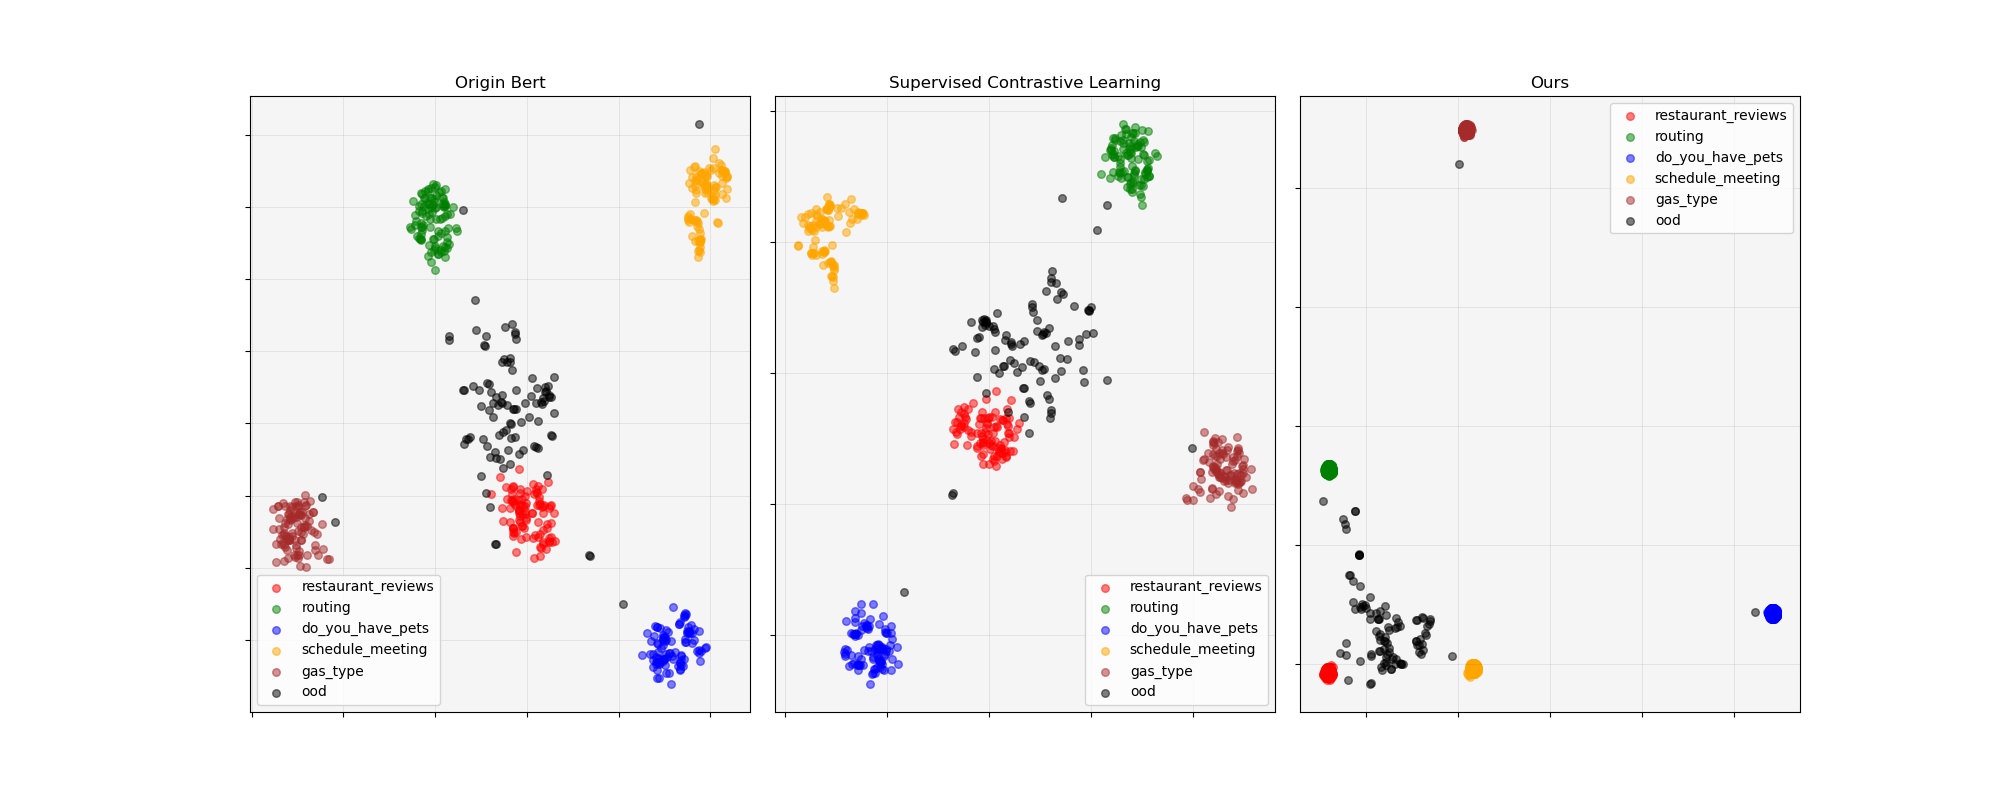 Origin Bert
restaurant_reviews
routing
do_you_have_pets
schedule_meeting
gas_type
ood
Supervised Contrastive Learning
restaurant_reviews
routing
do_you_have_pets
schedule_meeting
gas_type
ood
Ours
restaurant_reviews
routing
do_you_have_pets
schedule_meeting
gas_type
ood